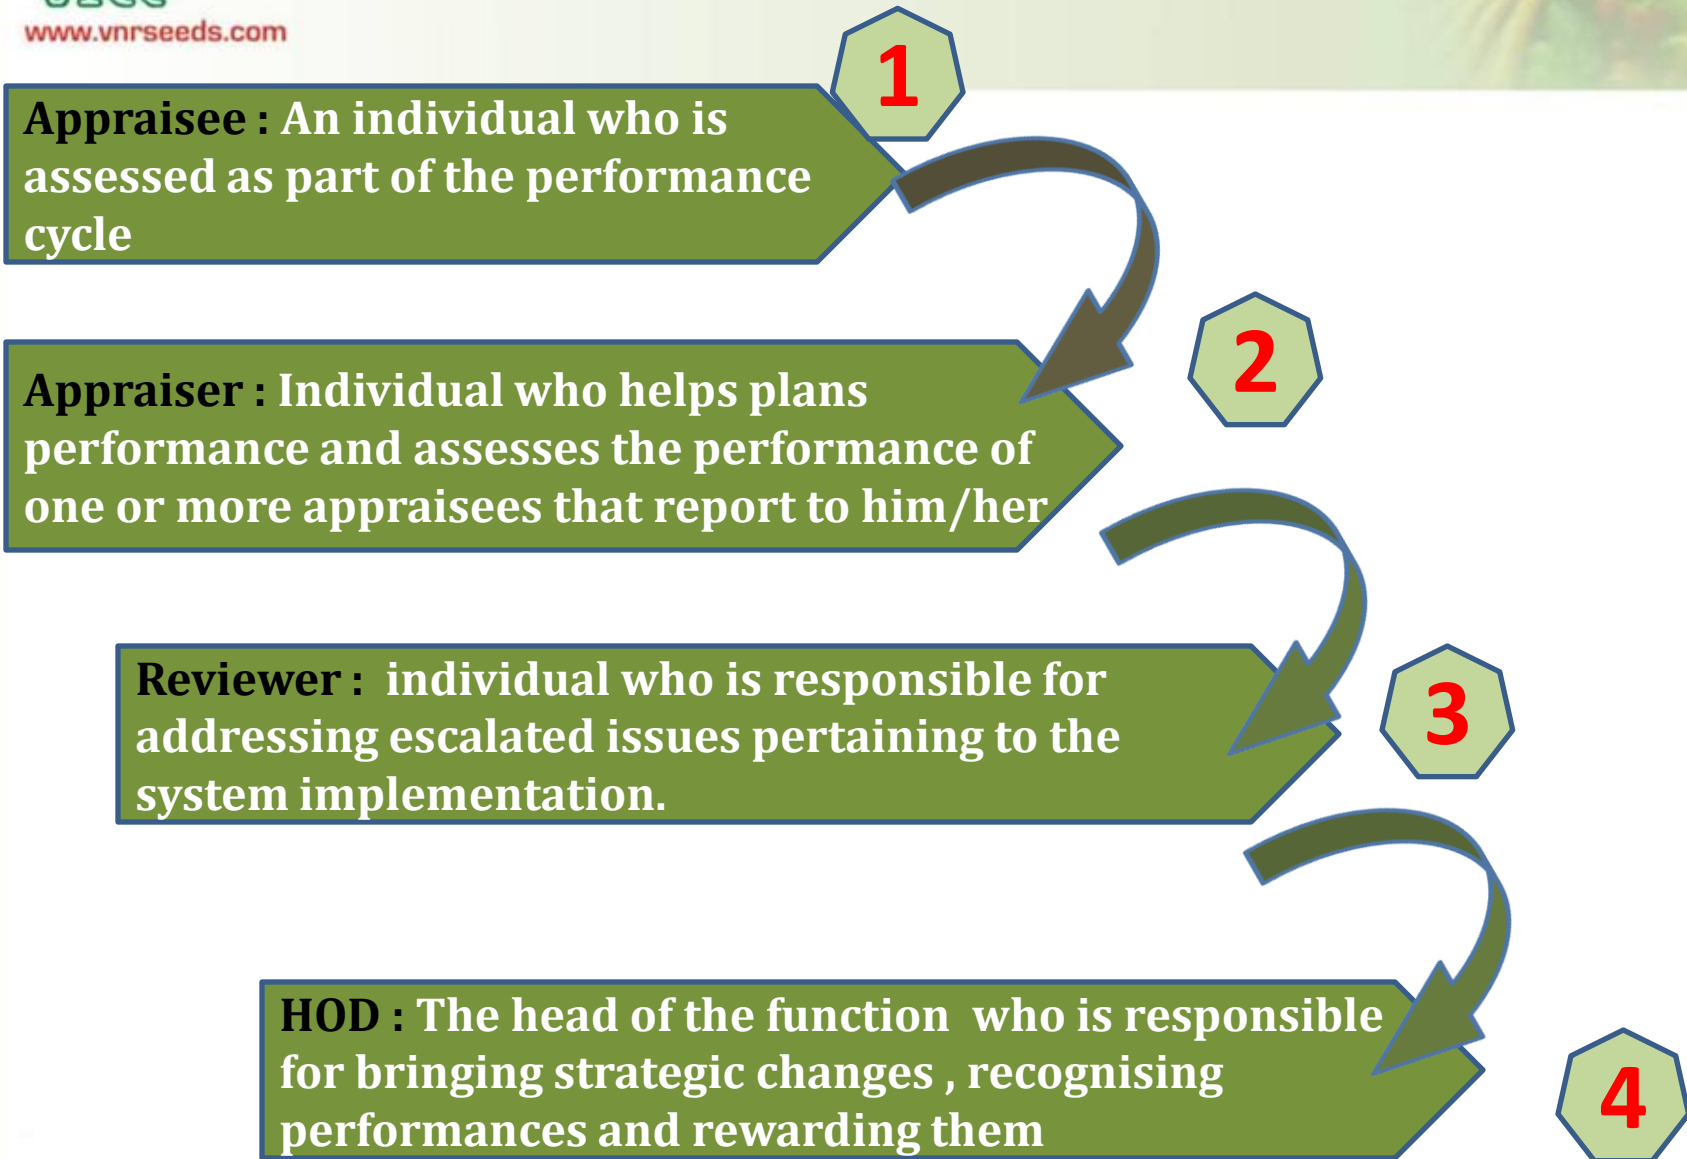 www.vnrseeds.com
1
Appraisee : An individual who is
assessed as part of the performance
cycle
2
Appraiser : Individual who helps plans
performance and assesses the performance of
one or more appraisees that report to him/her
3
Reviewer :  individual who is responsible for
addressing escalated issues pertaining to the
system implementation.
HOD : The head of the function  who is responsible
for bringing strategic changes , recognising
performances and rewarding them
4